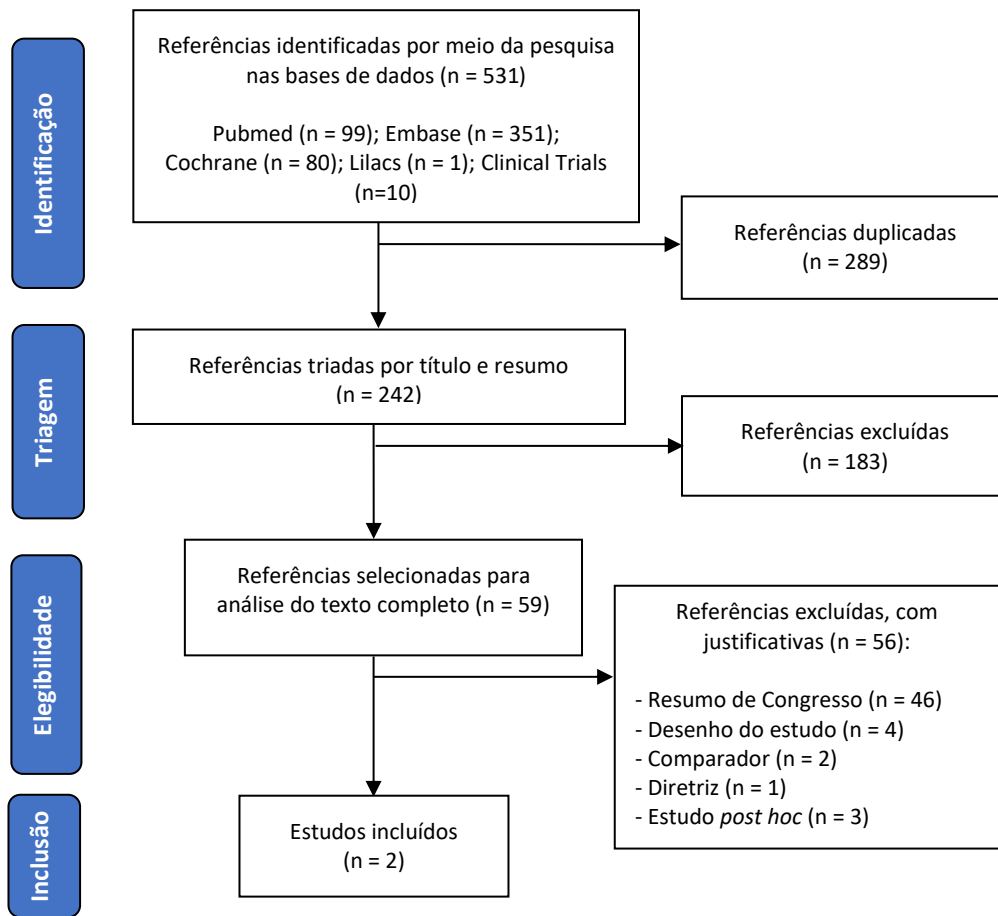 Identificação
Referências identificadas por meio da pesquisa
nas bases de dados (n = 531)
Pubmed (n = 99); Embase (n = 351);
Cochrane (n = 80); Lilacs (n = 1); Clinical Trials
(n=10)
Referências duplicadas
(n = 289)
Triagem
Referências triadas por título e resumo
(n = 242)
Referências excluídas
(n = 183)
Elegibilidade
Referências selecionadas para
análise do texto completo (n = 59)
Referências excluídas, com
justificativas (n = 56):
- Resumo de Congresso (n = 46)
- Desenho do estudo (n = 4)
- Comparador (n = 2)
- Diretriz (n = 1)
- Estudo post hoc (n = 3)
Inclusão
Estudos incluídos
(n = 2)